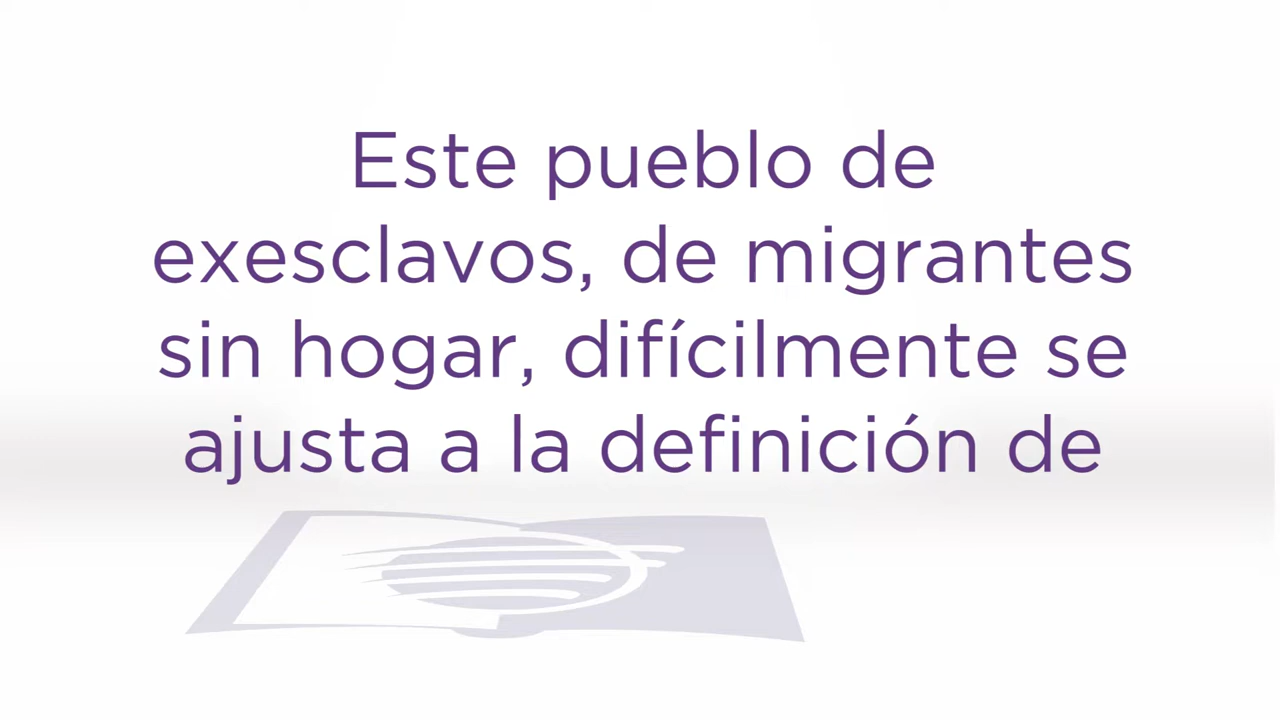 Este pueblo de
exesclavos, de migrantes
sin hogar, difícilmente se
ajusta a la definición de